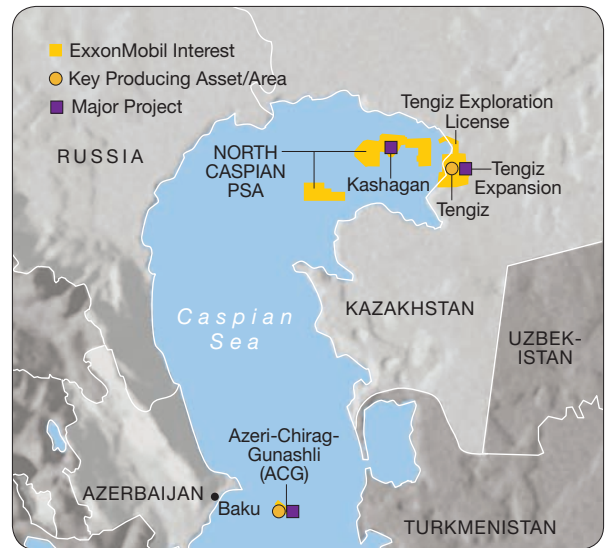 ExxonMobil Interest
Key Producing Asset/Area
Major Project
Tengiz Exploration
License
RUSSIA
NORTH
CASPIAN
PSA
Kashagan
Tengiz
Expansion
Tengiz
KAZAKHSTAN
Caspian
Sea
UZBEK-
ISTAN
Azeri-Chirag-
Gunashli
(ACG)
AZERBAIJAN
Baku
TURKMENISTAN